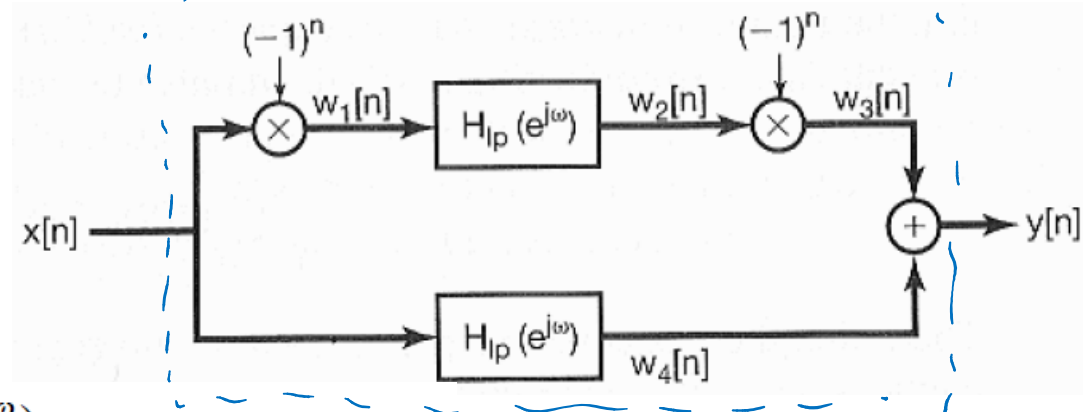 (−1)ⁿ (−1)ⁿ
w₁[n] H_lp (e^jω) w₂[n] w₃[n]
x[n] y[n]
H_lp (e^jω) w₄[n]